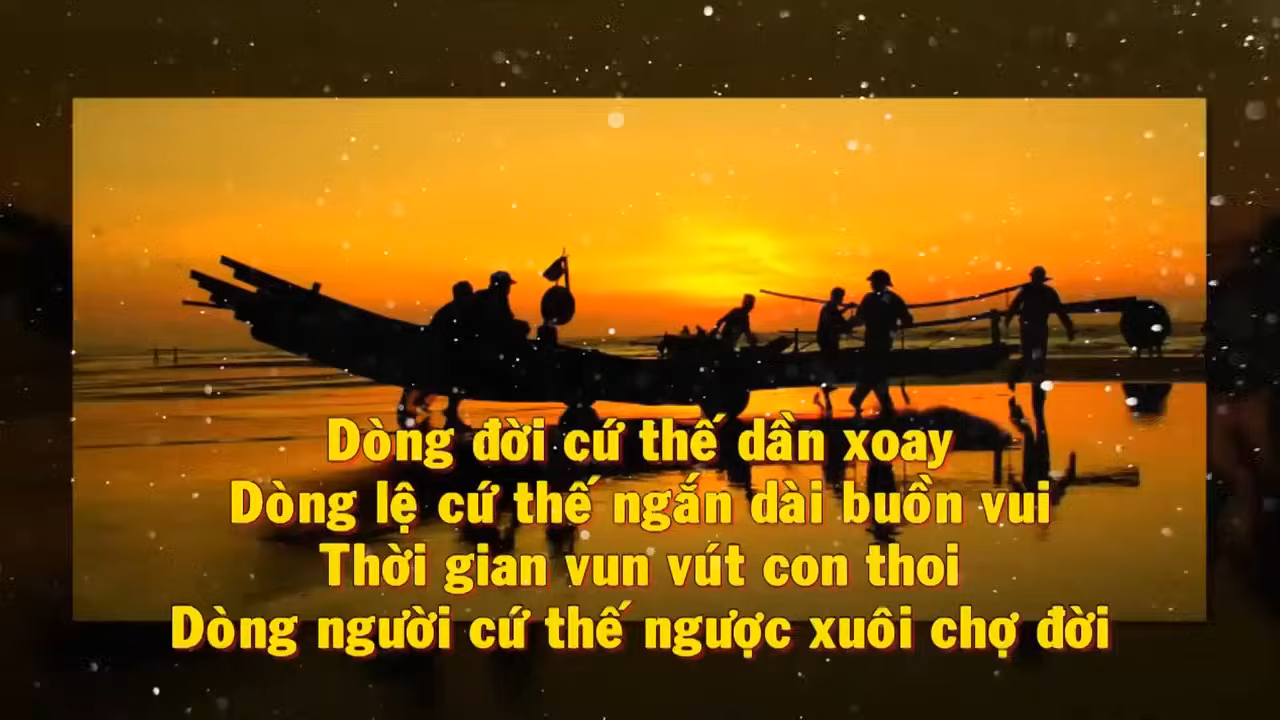 Dòng đời cứ thế dần xoay
Dòng lệ cứ thế ngắn dài buồn vui
Thời gian vun vút con thoi
Dòng người cứ thế ngược xuôi chợ đời